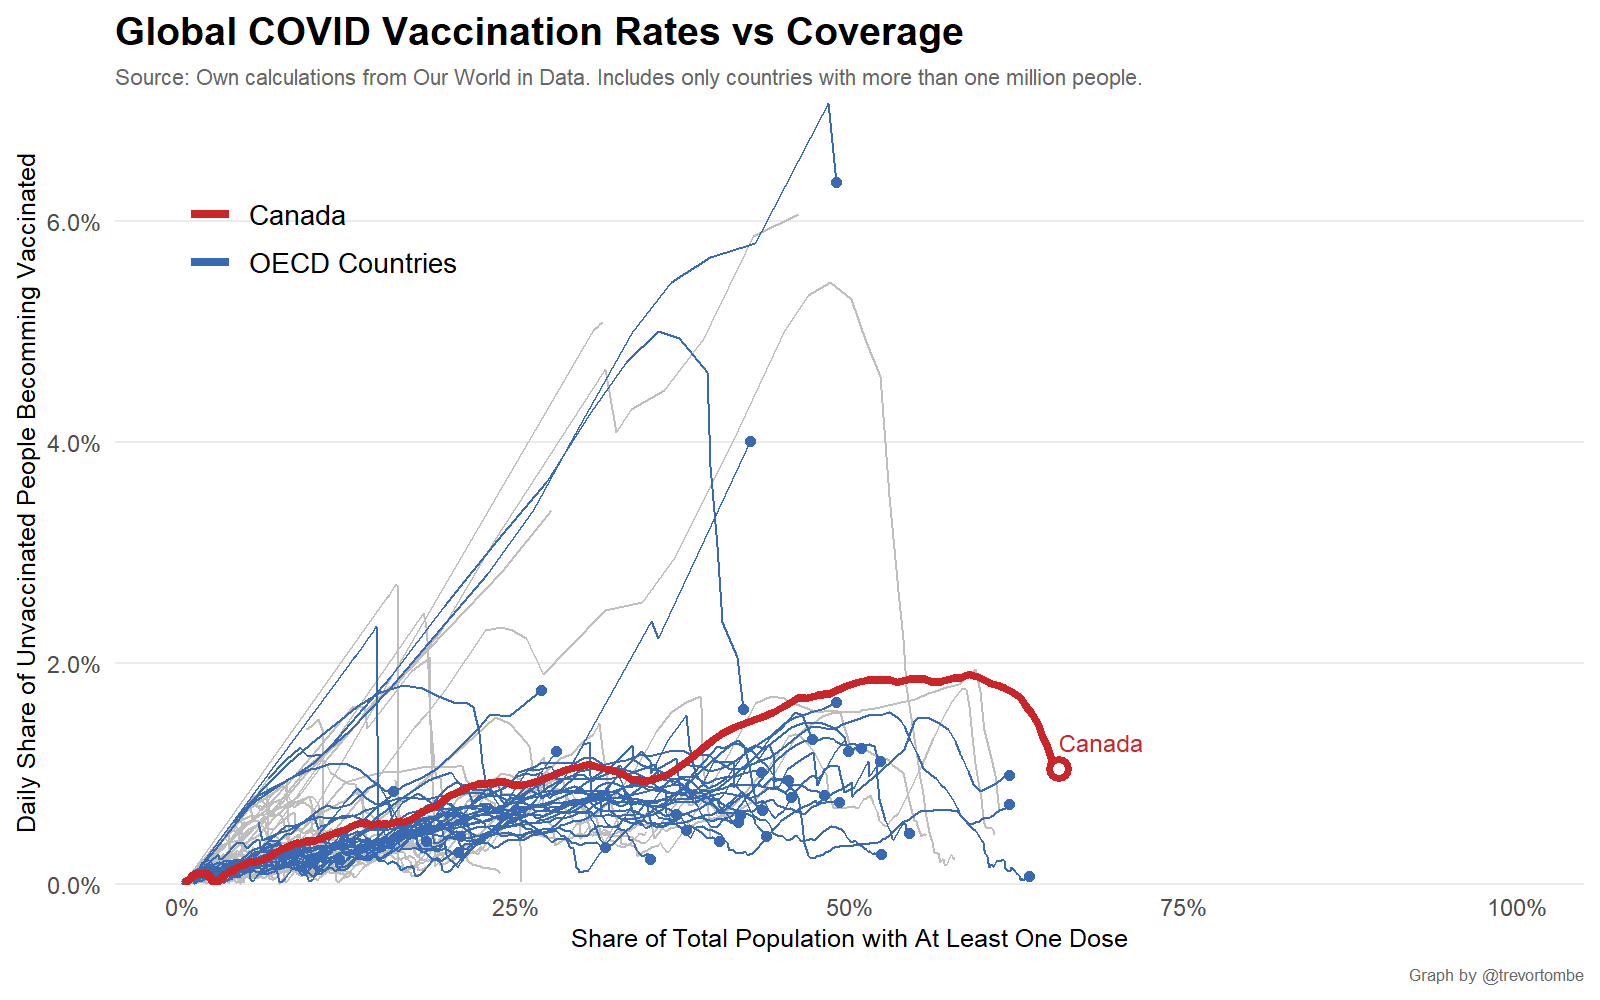 Global COVID Vaccination Rates vs Coverage
Source: Own calculations from Our World in Data. Includes only countries with more than one million people.
Daily Share of Unvaccinated People Becomming Vaccinated
6.0%
4.0%
2.0%
0.0%
Canada
OECD Countries
Canada
0%
25%
50%
75%
100%
Share of Total Population with At Least One Dose
Graph by @trevortombe